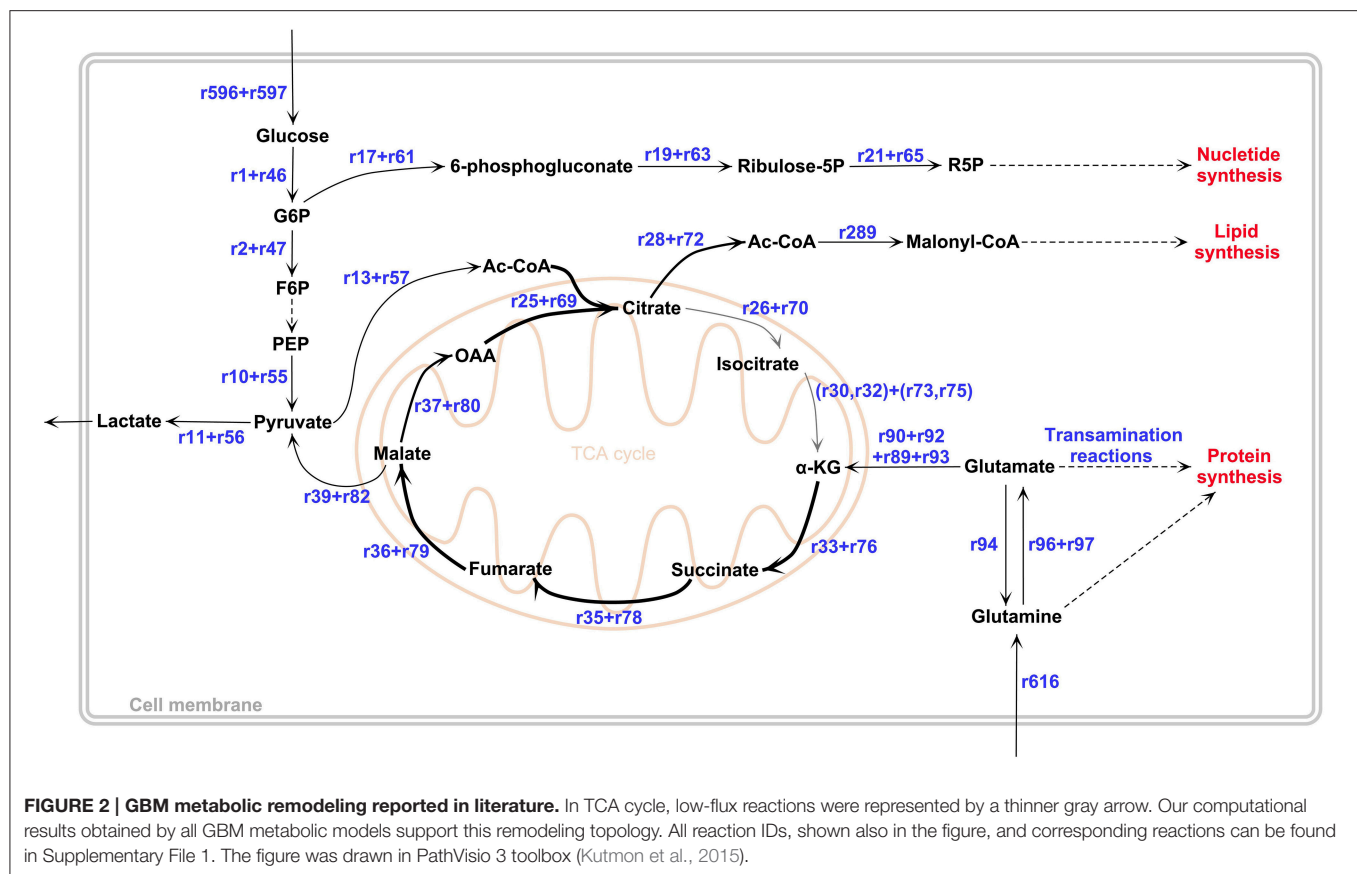 r596+r597
Glucose
r17+r61
6-phosphogluconate
r19+r63
Ribulose-5P
r21+r65
R5P
Nucletide
synthesis
r1+r46
G6P
r2+r47
r28+r72
Ac-CoA
r289
Malonyl-CoA
Lipid
synthesis
F6P
r13+r57
Ac-CoA
r25+r69
Citrate
r26+r70
PEP
OAA
Isocitrate
r10+r55
(r30,r32)+(r73,r75)
r37+r80
Lactate
r11+r56
Pyruvate
Malate
TCA cycle
α-KG
r90+r92
+r89+r93
Glutamate
Transamination
reactions
Protein
synthesis
r39+r82
r36+r79
r33+r76
r94
r96+r97
Fumarate
Succinate
r35+r78
Glutamine
r616
Cell membrane
FIGURE 2 | GBM metabolic remodeling reported in literature. In TCA cycle, low-flux reactions were represented by a thinner gray arrow. Our computational
results obtained by all GBM metabolic models support this remodeling topology. All reaction IDs, shown also in the figure, and corresponding reactions can be found
in Supplementary File 1. The figure was drawn in PathVisio 3 toolbox (Kutmon et al., 2015).